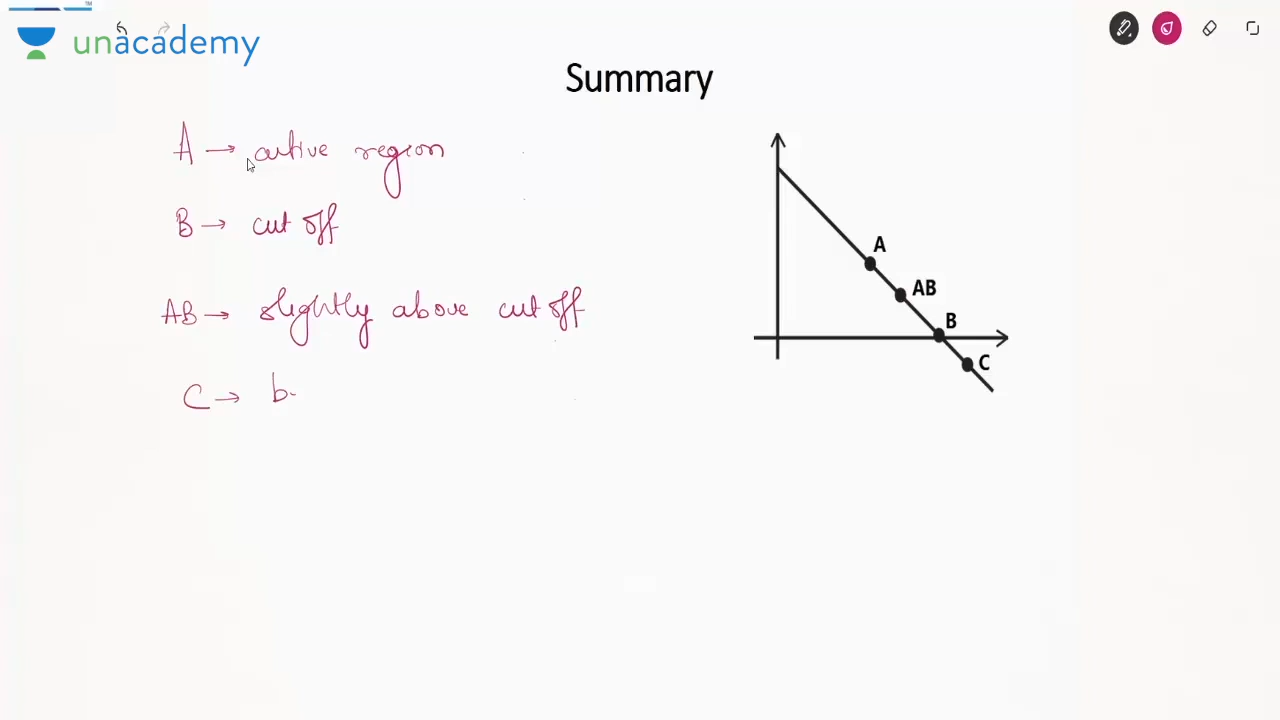 unacademy
Summary
A → active region
B → cut off
AB → slightly above cut off
C → b
A
AB
B
C